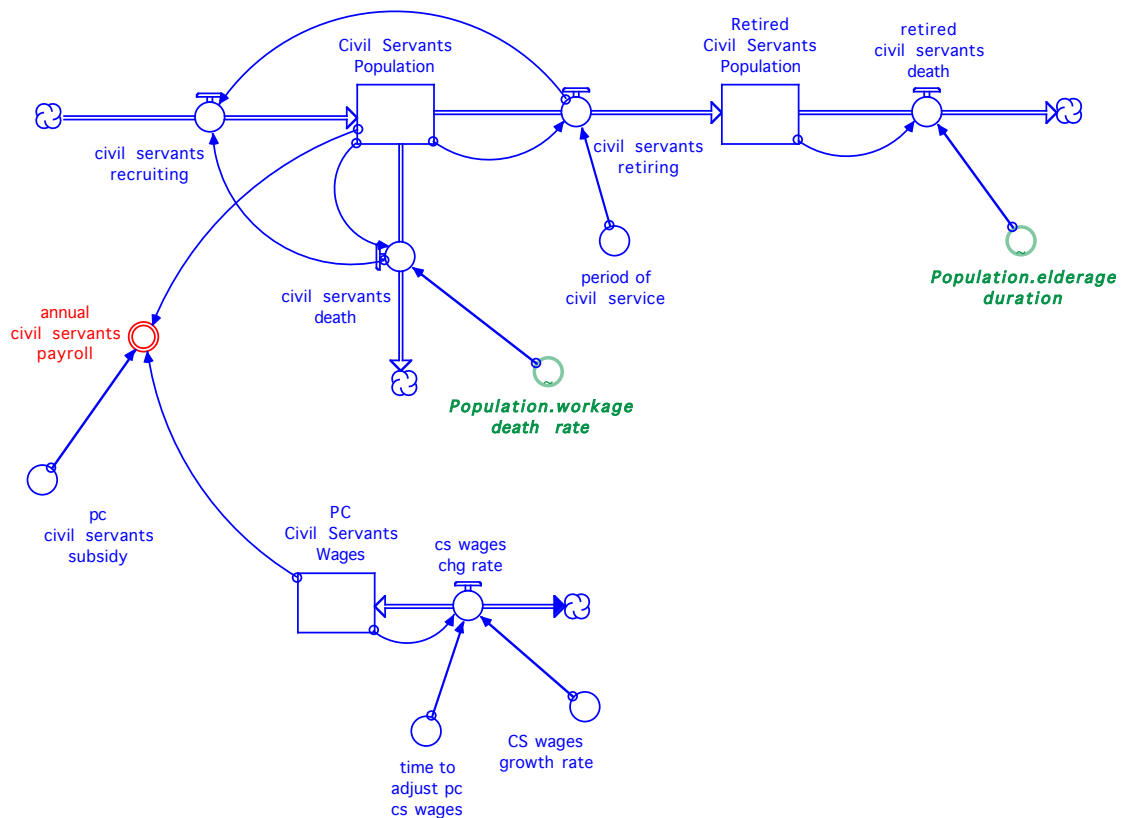 Civil Servants
Population
Retired
Civil Servants
Population
retired
civil servants
death
civil servants
recruiting
civil servants
retiring
period of
civil service
Population.elderage
duration
civil servants
death
annual
civil servants
payroll
Population.workage
death rate
pc
civil servants
subsidy
PC
Civil Servants
Wages
cs wages
chg rate
CS wages
growth rate
time to
adjust pc
cs wages